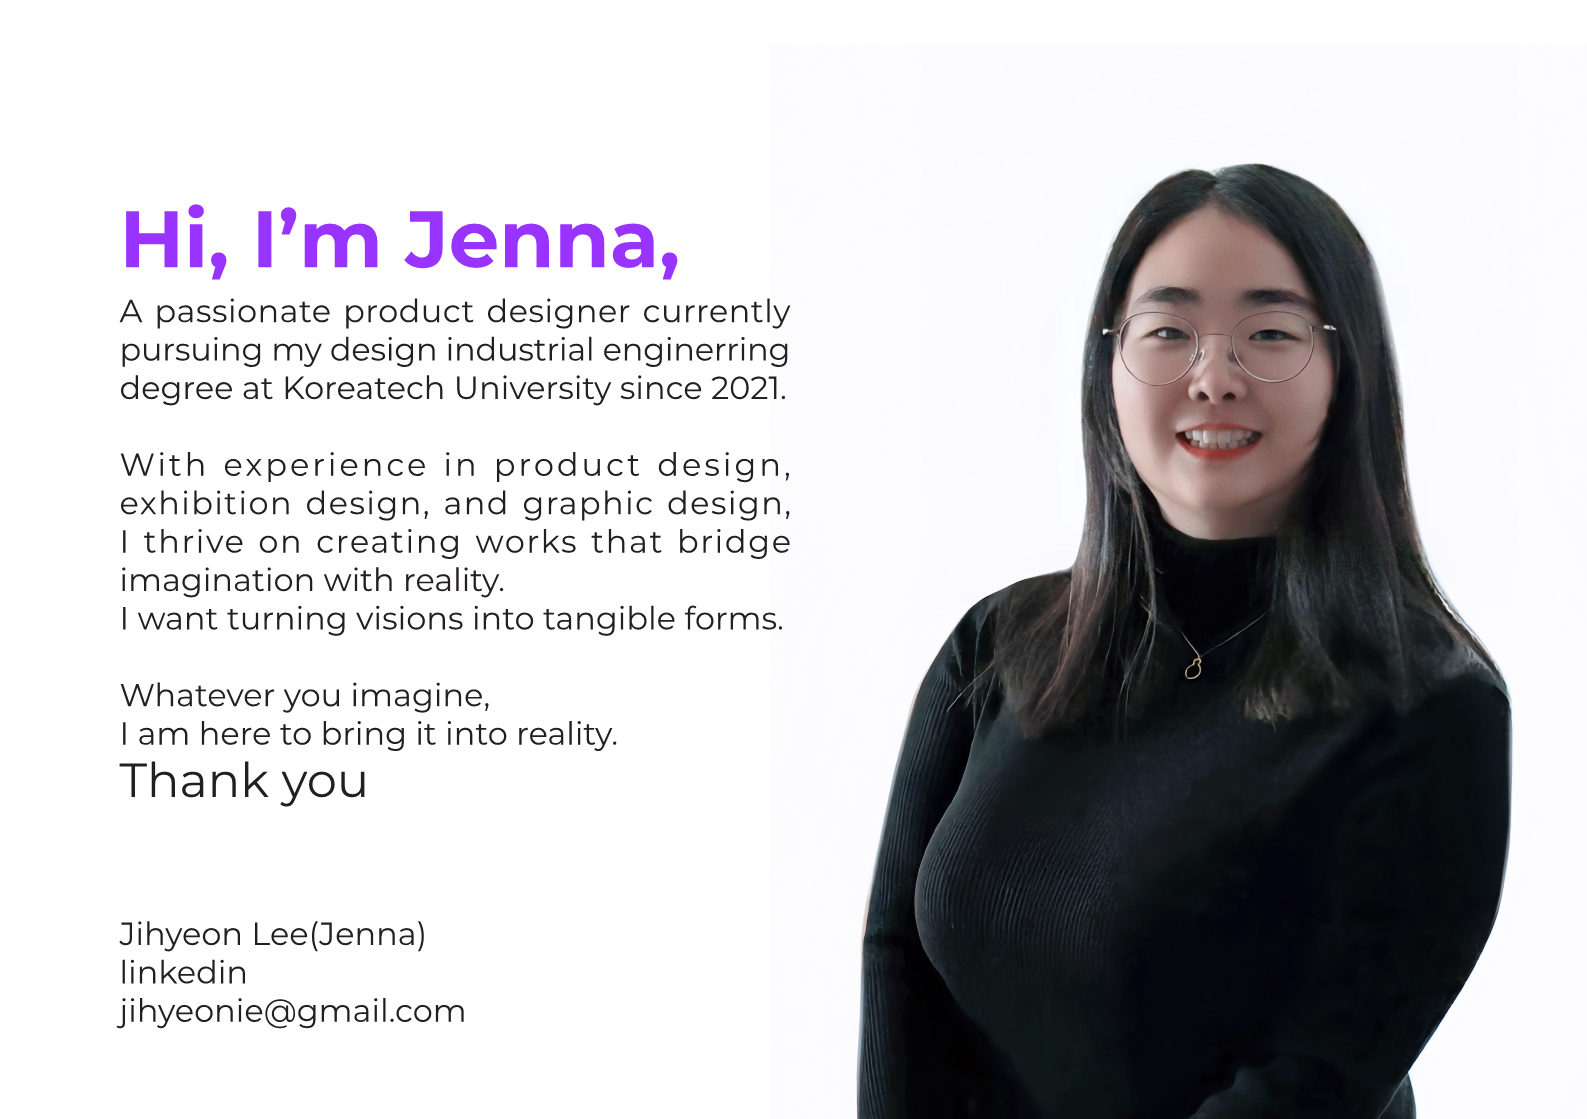 Hi, I’m Jenna,
A passionate product designer currently
pursuing my design industrial enginerring
degree at Koreatech University since 2021.
With experience in product design,
exhibition design, and graphic design,
I thrive on creating works that bridge
imagination with reality.
I want turning visions into tangible forms.
Whatever you imagine,
I am here to bring it into reality.
Thank you
Jihyeon Lee(Jenna)
linkedin
jihyeonie@gmail.com